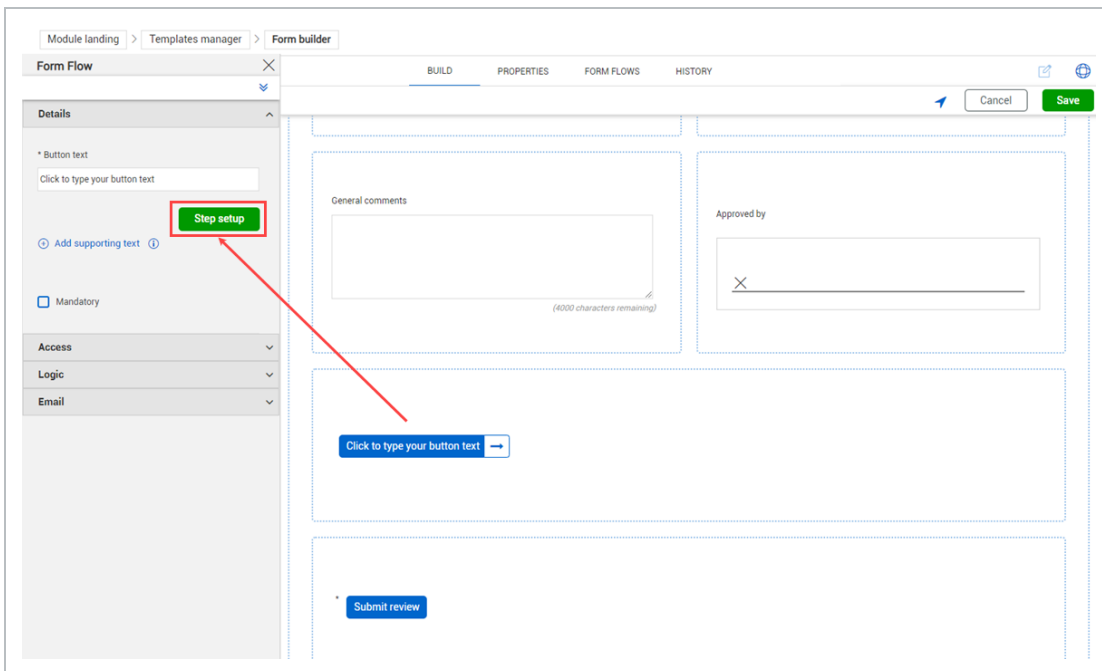 Module landing > Templates manager > Form builder
Form Flow
BUILD PROPERTIES FORM FLOWS HISTORY
Cancel Save
Details
* Button text
Click to type your button text
Step setup
Add supporting text
Mandatory
Access
Logic
Email
General comments
(4000 characters remaining)
Approved by
Click to type your button text
* Submit review